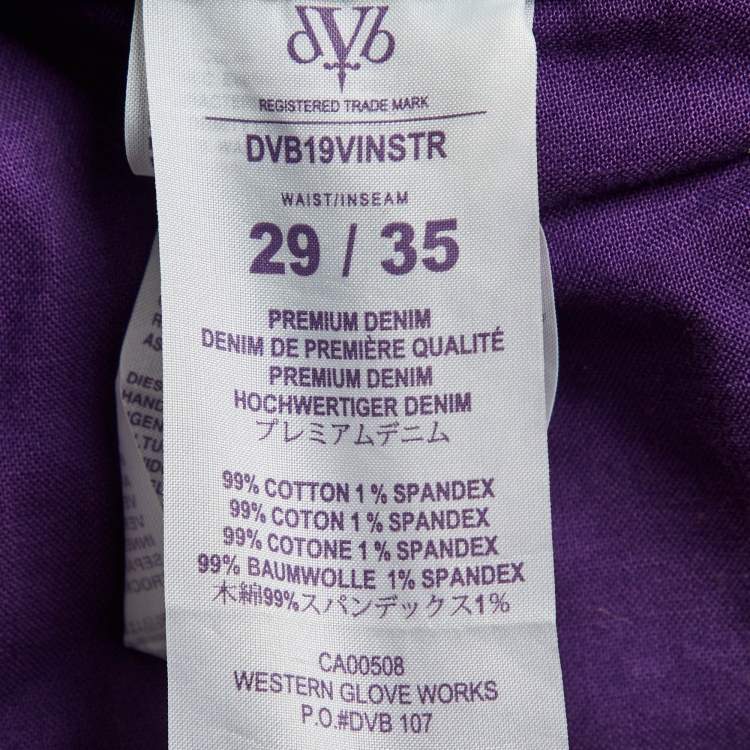 dVb
REGISTERED TRADE MARK
DVB19VINSTR
WAIST/INSEAM
29 / 35
PREMIUM DENIM
DENIM DE PREMIÈRE QUALITÉ
PREMIUM DENIM
HOCHWERTIGER DENIM
プレミアムデニム
99% COTTON 1% SPANDEX
99% COTON 1% SPANDEX
99% COTONE 1% SPANDEX
99% BAUMWOLLE 1% SPANDEX
木綿99%スパンデックス1%
CA00508
WESTERN GLOVE WORKS
P.O.#DVB 107